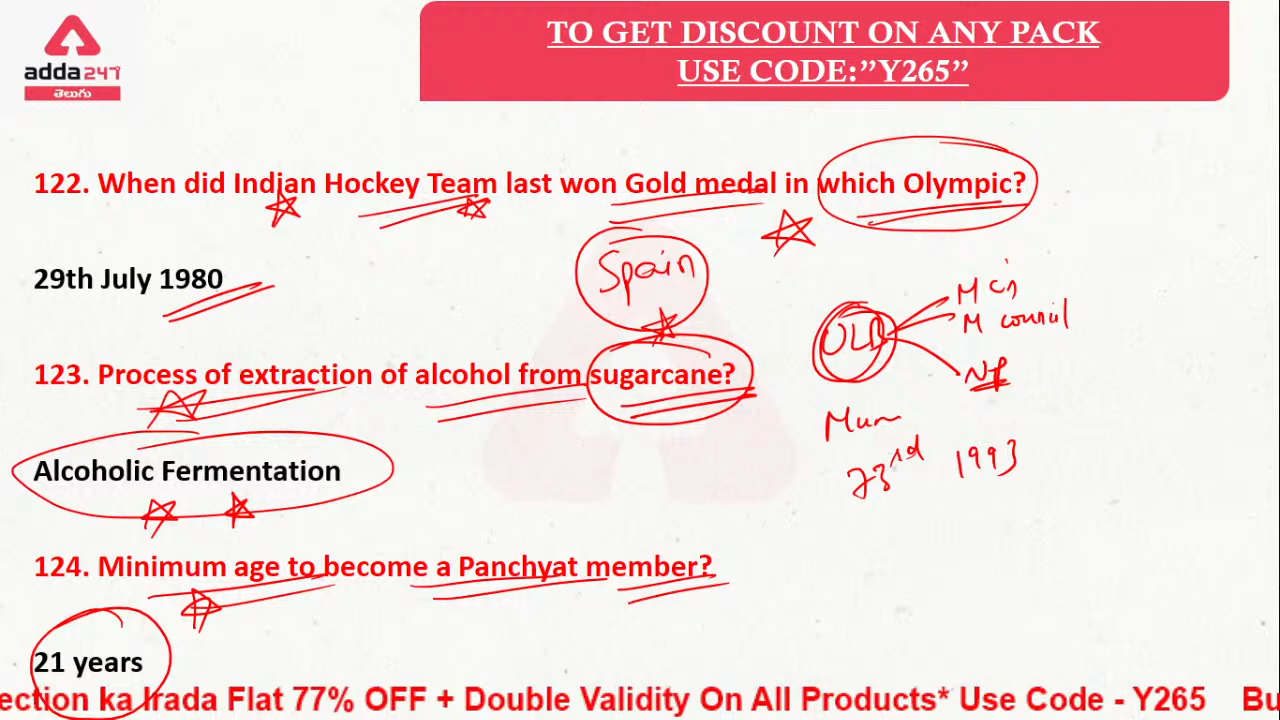 adda247
తెలుగు
TO GET DISCOUNT ON ANY PACK
USE CODE:”Y265”
122. When did Indian Hockey Team last won Gold medal in which Olympic?
29th July 1980
Spain
M council
123. Process of extraction of alcohol from sugarcane?
73rd 1993
Alcoholic Fermentation
124. Minimum age to become a Panchyat member?
21 years
ection ka Irada Flat 77% OFF + Double Validity On All Products* Use Code - Y265 Bu